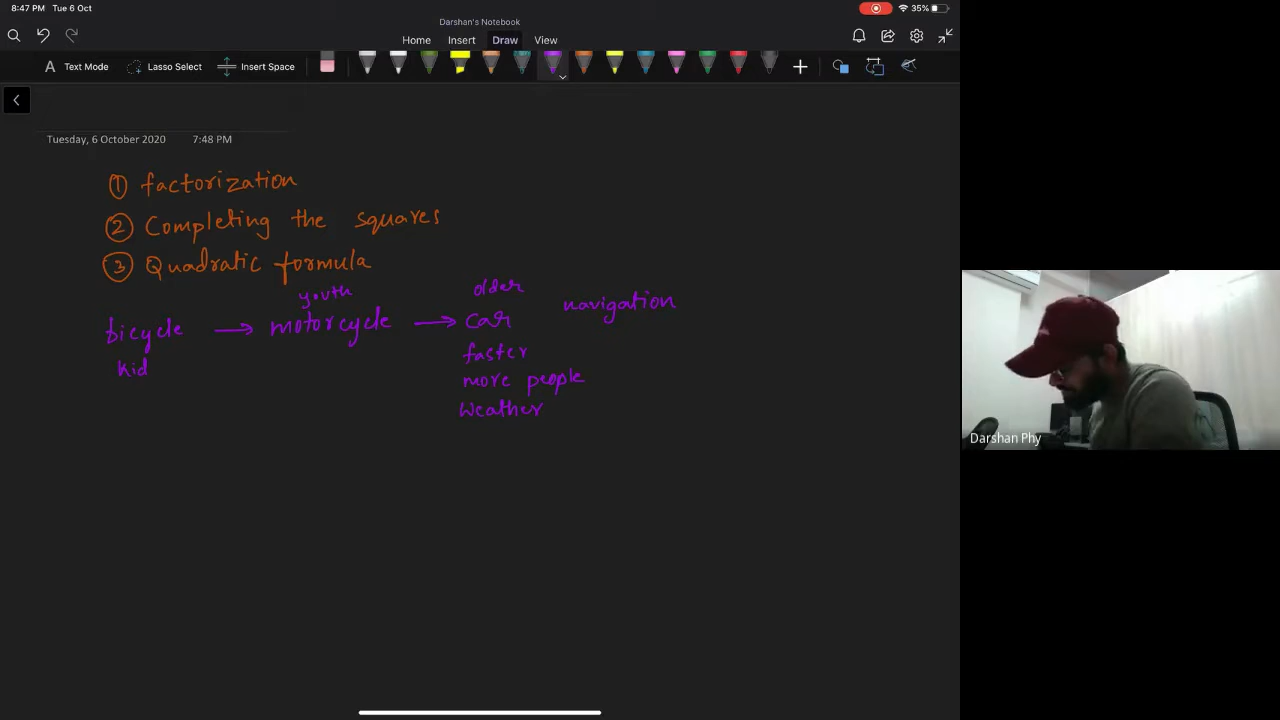 8:47 PM Tue 6 Oct
35%
Darshan's Notebook
Home Insert Draw View
Text Mode Lasso Select Insert Space
Tuesday, 6 October 2020 7:48 PM
① factorization
② Completing the squares
③ Quadratic formula
youth older navigation
bicycle → motorcycle → car
kid
faster
more people
weather
Darshan Phy